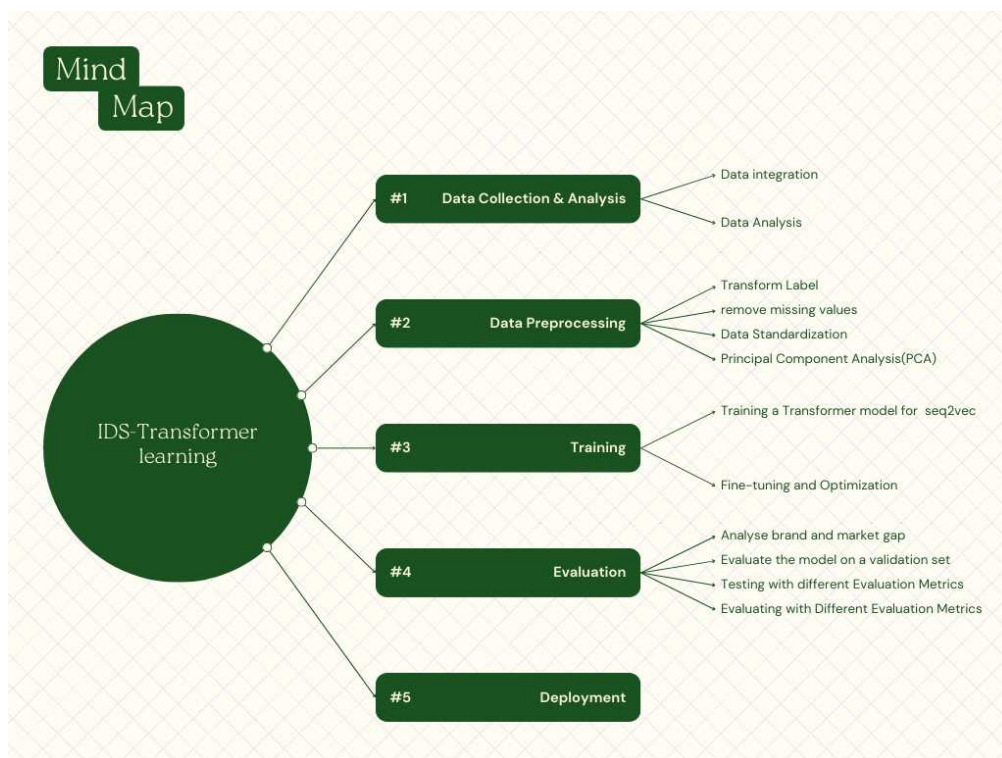 Mind
Map
IDS-Transformer
learning
#1 Data Collection & Analysis
Data integration
Data Analysis
#2 Data Preprocessing
Transform Label
remove missing values
Data Standardization
Principal Component Analysis(PCA)
#3 Training
Training a Transformer model for seq2vec
Fine-tuning and Optimization
#4 Evaluation
Analyse brand and market gap
Evaluate the model on a validation set
Testing with different Evaluation Metrics
Evaluating with Different Evaluation Metrics
#5 Deployment